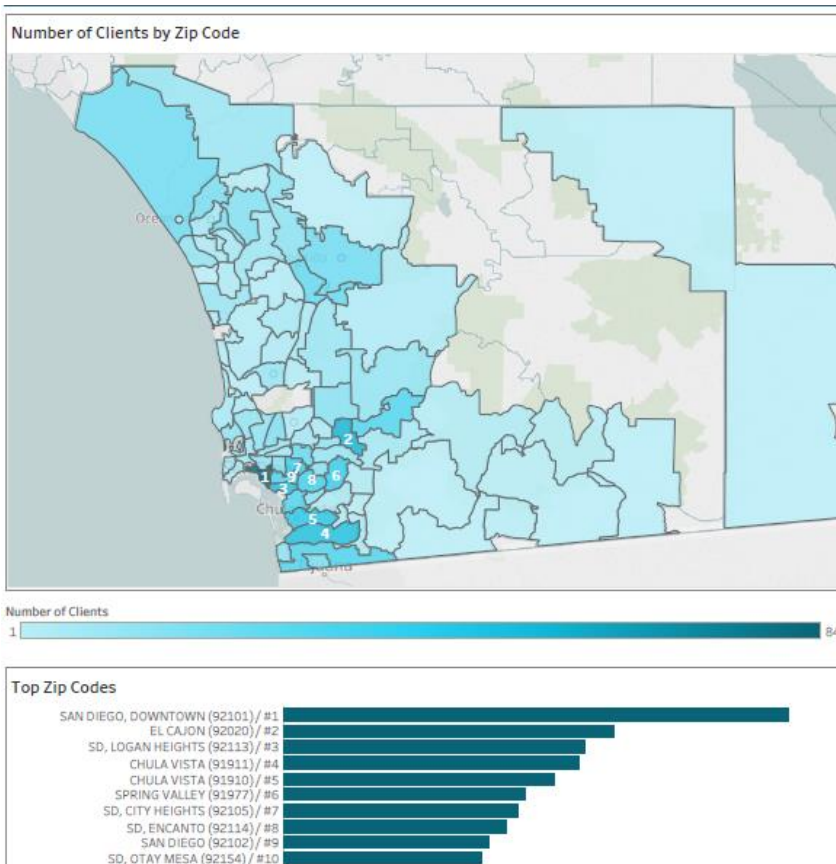 Number of Clients by Zip Code
2
1
7
9
8
6
3
5
4
Number of Clients
1
84
Top Zip Codes
SAN DIEGO, DOWNTOWN (92101)/ #1
EL CAJON (92020)/ #2
SD, LOGAN HEIGHTS (92113)/ #3
CHULA VISTA (91911)/ #4
CHULA VISTA (91910)/ #5
SPRING VALLEY (91977)/ #6
SD, CITY HEIGHTS (92105)/ #7
SD, ENCANTO (92114)/ #8
SAN DIEGO (92102)/ #9
SD, OTAY MESA (92154)/ #10